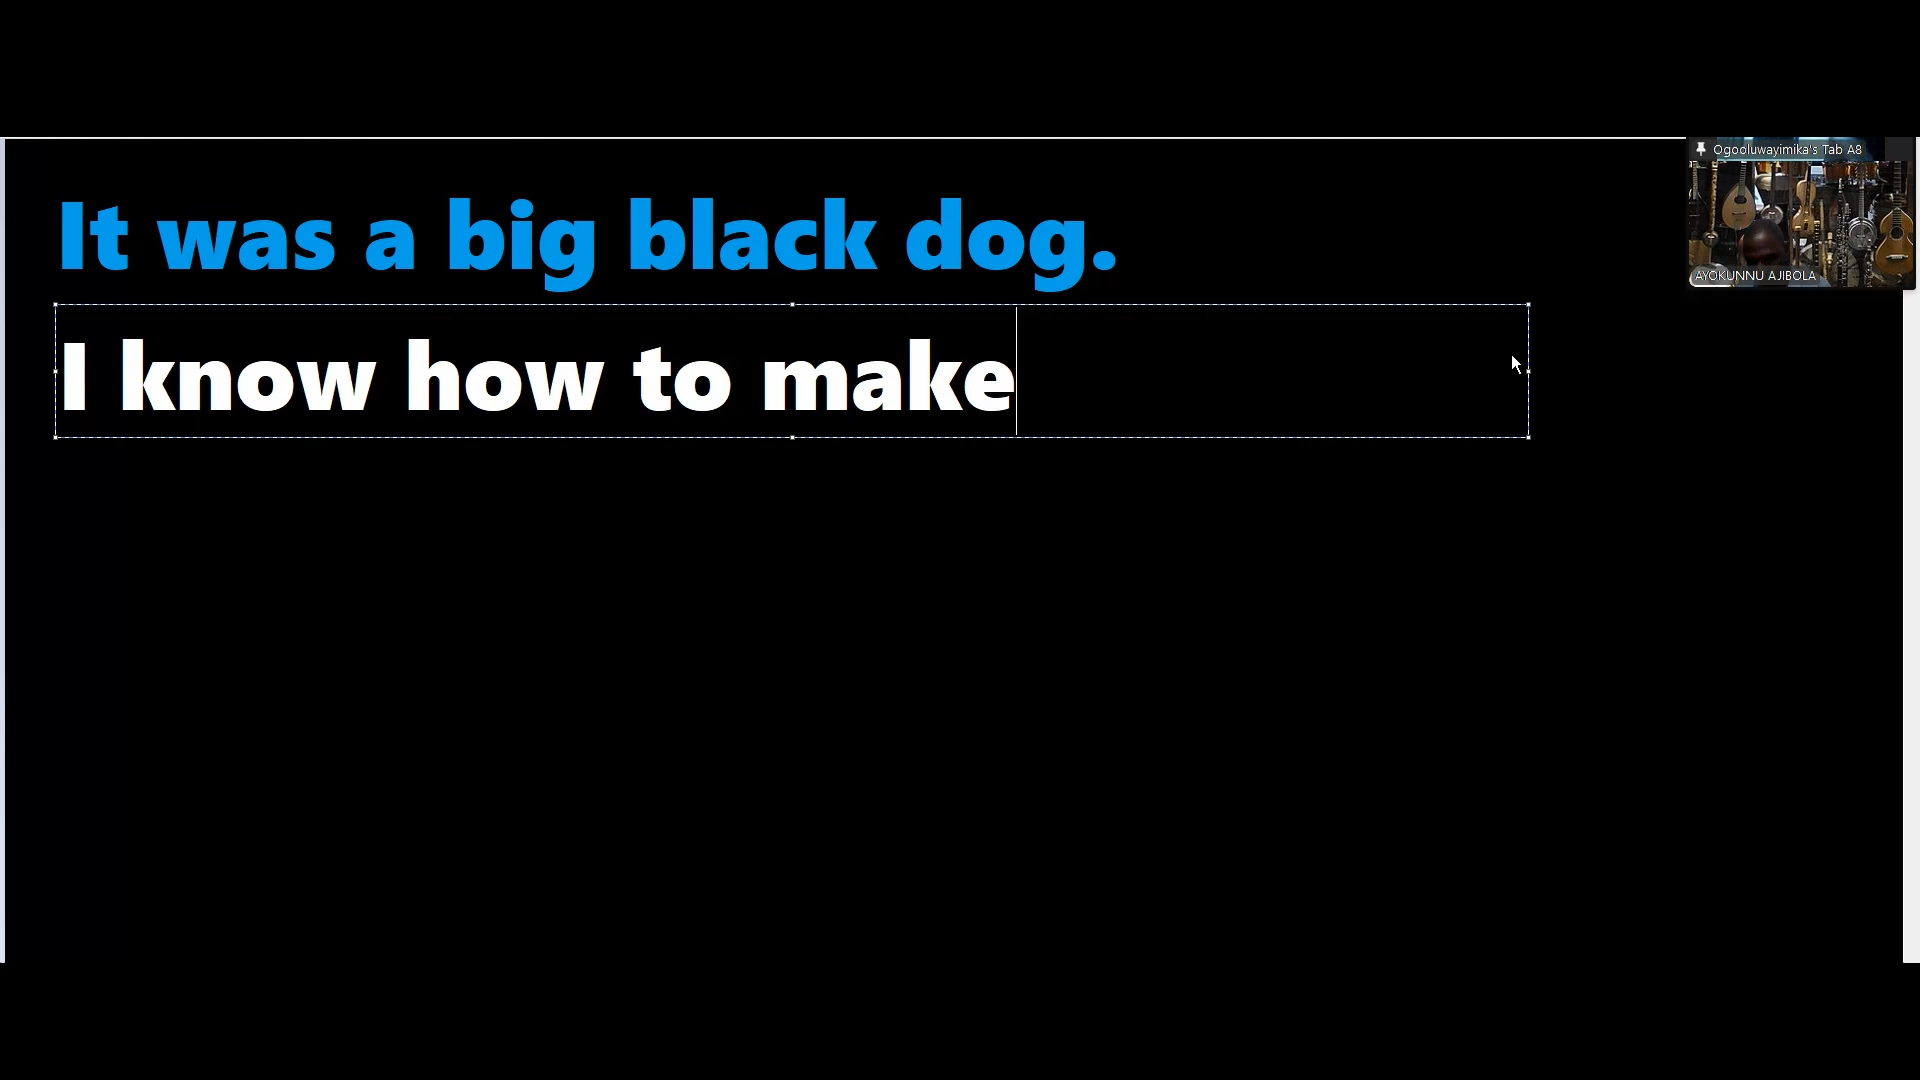 Ogooluwayimika's Tab A8
It was a big black dog.
AYOKUNNU AJIBOLA
I know how to make